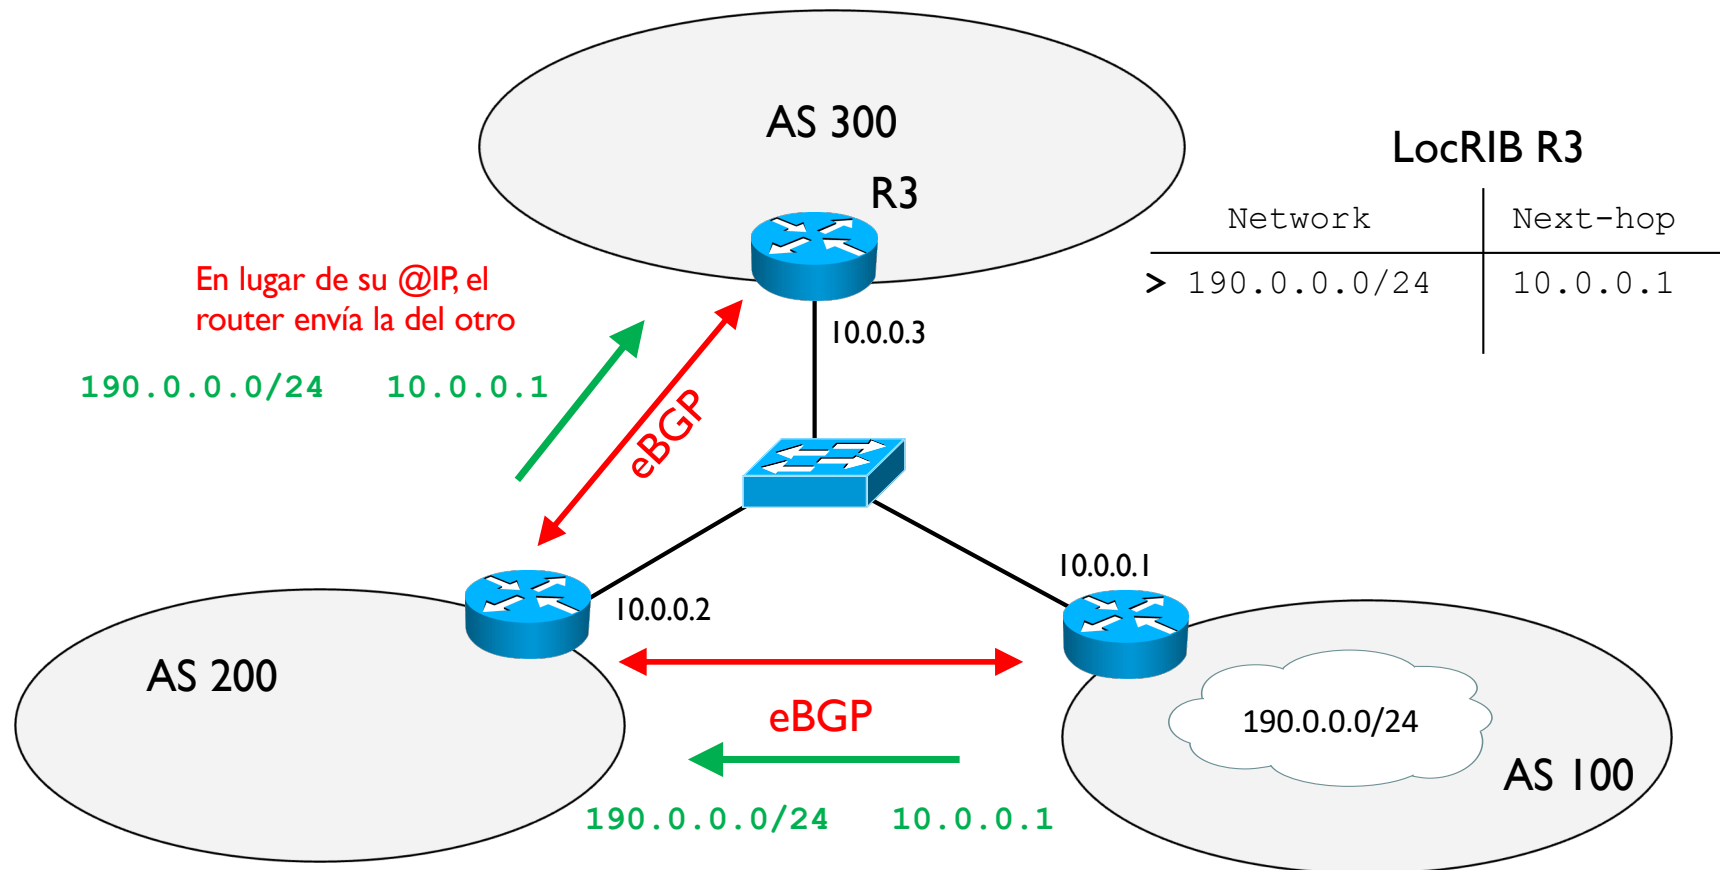 AS 300
R3
LocRIB R3
Network Next-hop
> 190.0.0.0/24 10.0.0.1
En lugar de su @IP, el
router envía la del otro
10.0.0.3
190.0.0.0/24 10.0.0.1
eBGP
10.0.0.1
10.0.0.2
AS 200
eBGP
190.0.0.0/24
AS 100
190.0.0.0/24 10.0.0.1